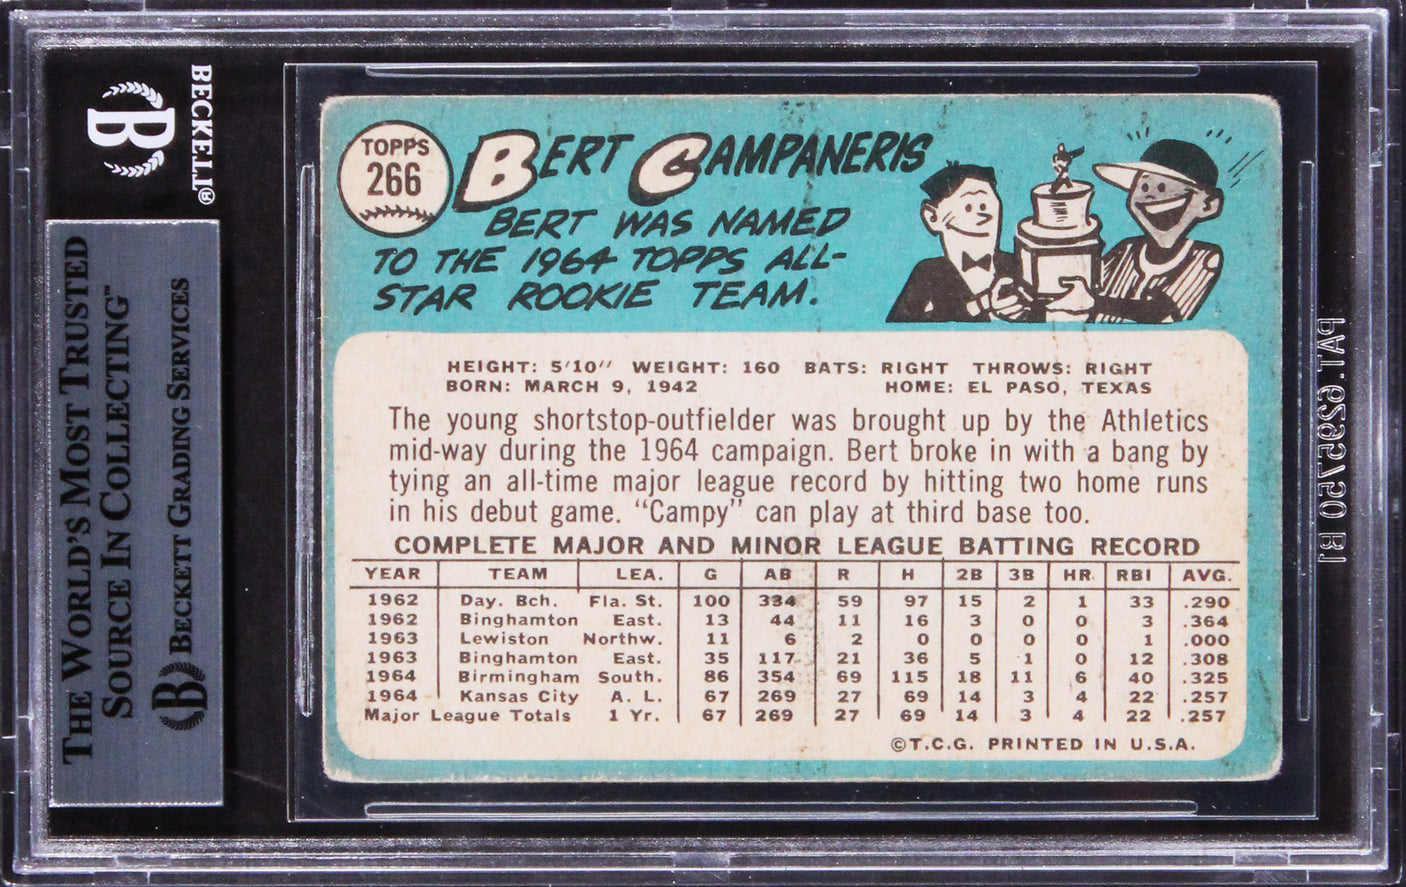 BECKETT®
B
THE WORLD'S MOST TRUSTED
SOURCE IN COLLECTING™
B BECKETT GRADING SERVICES
TOPPS
266
BERT CAMPANERIS
BERT WAS NAMED
TO THE 1964 TOPPS ALL-
STAR ROOKIE TEAM.
HEIGHT: 5'10" WEIGHT: 160 BATS: RIGHT THROWS: RIGHT
BORN: MARCH 9, 1942 HOME: EL PASO, TEXAS
The young shortstop-outfielder was brought up by the Athletics
mid-way during the 1964 campaign. Bert broke in with a bang by
tying an all-time major league record by hitting two home runs
in his debut game. "Campy" can play at third base too.
COMPLETE MAJOR AND MINOR LEAGUE BATTING RECORD
YEAR TEAM LEA. G AB R H 2B 3B HR RBI AVG.
1962 Day. Bch. Fla. St. 100 334 59 97 15 2 1 33 .290
1962 Binghamton East. 13 44 11 16 3 0 0 3 .364
1963 Lewiston Northw. 11 6 2 0 0 0 0 1 .000
1963 Binghamton East. 35 117 21 36 5 1 0 12 .308
1964 Birmingham South. 86 354 69 115 18 11 6 40 .325
1964 Kansas City A. L. 67 269 27 69 14 3 4 22 .257
Major League Totals 1 Yr. 67 269 27 69 14 3 4 22 .257
©T.C.G. PRINTED IN U.S.A.